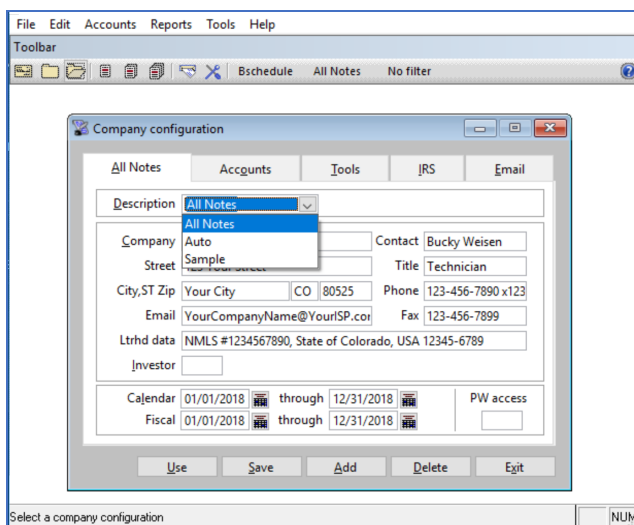 File Edit Accounts Reports Tools Help
Toolbar
Bschedule All Notes No filter
Company configuration
All Notes Accounts Tools IRS Email
Description All Notes
All Notes
Company Auto Contact Bucky Weisen
Sample
Street 123 Your Street Title Technician
City,ST Zip Your City CO 80525 Phone 123-456-7890 x123
Email YourCompanyName@YourISP.com Fax 123-456-7899
Ltrhd data NMLS #1234567890, State of Colorado, USA 12345-6789
Investor
Calendar 01/01/2018 through 12/31/2018 PW access
Fiscal 01/01/2018 through 12/31/2018
Use Save Add Delete Exit
Select a company configuration NUM